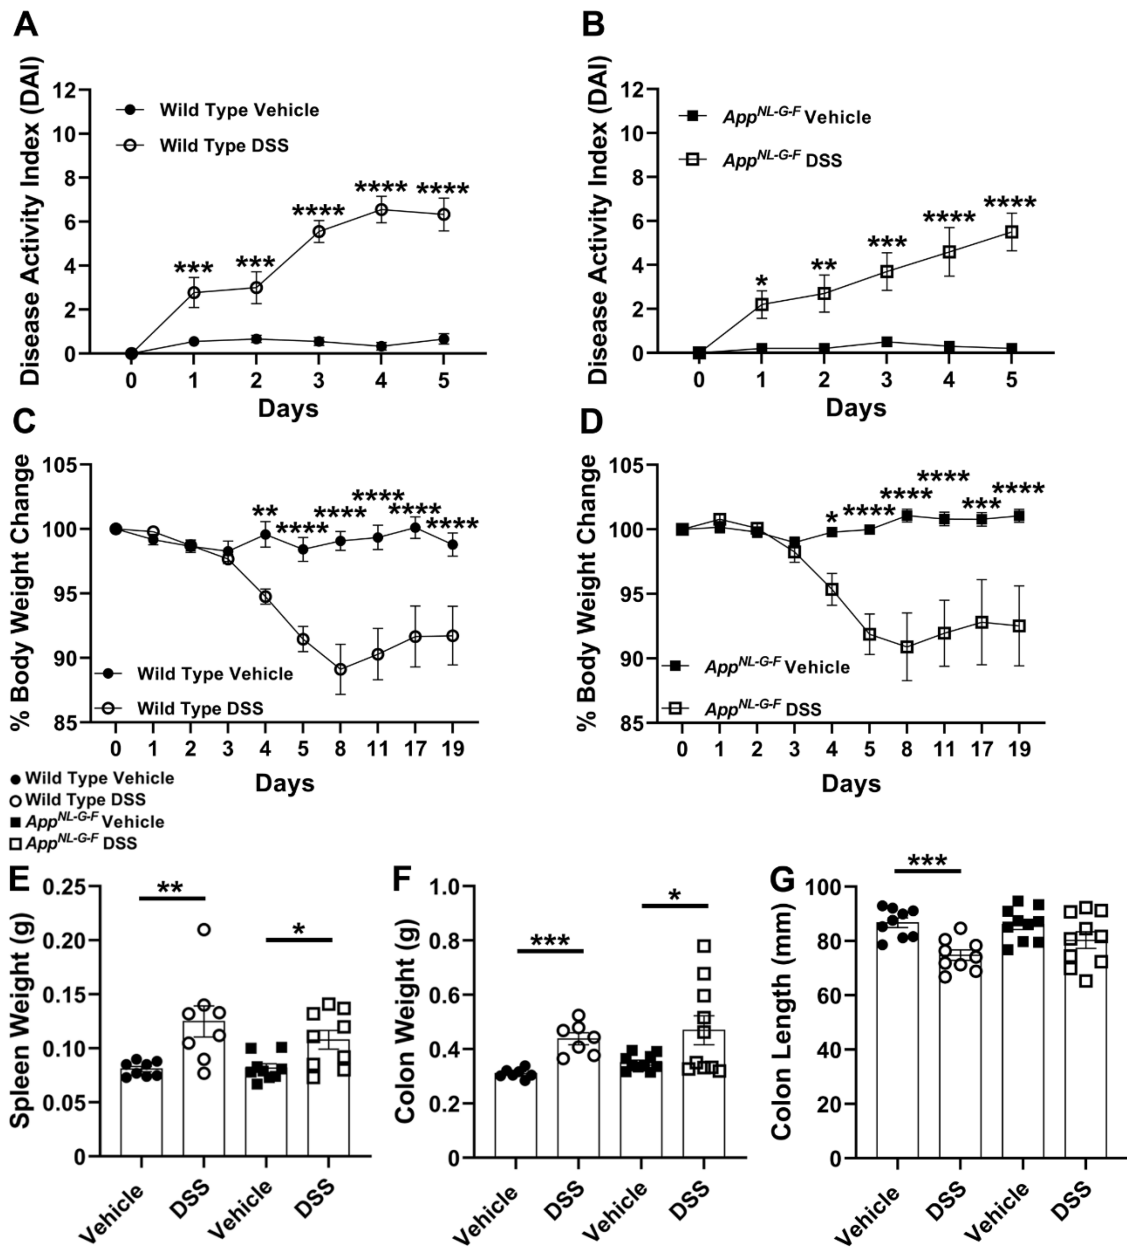 A
Disease Activity Index (DAI)
12
10
8
6
4
2
0
Wild Type Vehicle
Wild Type DSS
***
***
****
****
****
0 1 2 3 4 5
Days
B
Disease Activity Index (DAI)
12
10
8
6
4
2
0
App^NL-G-F Vehicle
App^NL-G-F DSS
*
**
***
****
****
0 1 2 3 4 5
Days
C
% Body Weight Change
105
100
95
90
85
**
****
****
****
****
****
Wild Type Vehicle
Wild Type DSS
0 1 2 3 4 5 8 11 17 19
Days
D
% Body Weight Change
105
100
95
90
85
*
****
****
****
***
****
App^NL-G-F Vehicle
App^NL-G-F DSS
0 1 2 3 4 5 8 11 17 19
Days
Wild Type Vehicle
Wild Type DSS
App^NL-G-F Vehicle
App^NL-G-F DSS
E
Spleen Weight (g)
0.25
0.20
0.15
0.10
0.05
0
**
*
Vehicle
DSS
Vehicle
DSS
F
Colon Weight (g)
1.0
0.8
0.6
0.4
0.2
0
***
*
Vehicle
DSS
Vehicle
DSS
G
Colon Length (mm)
100
80
60
40
20
0
***
Vehicle
DSS
Vehicle
DSS